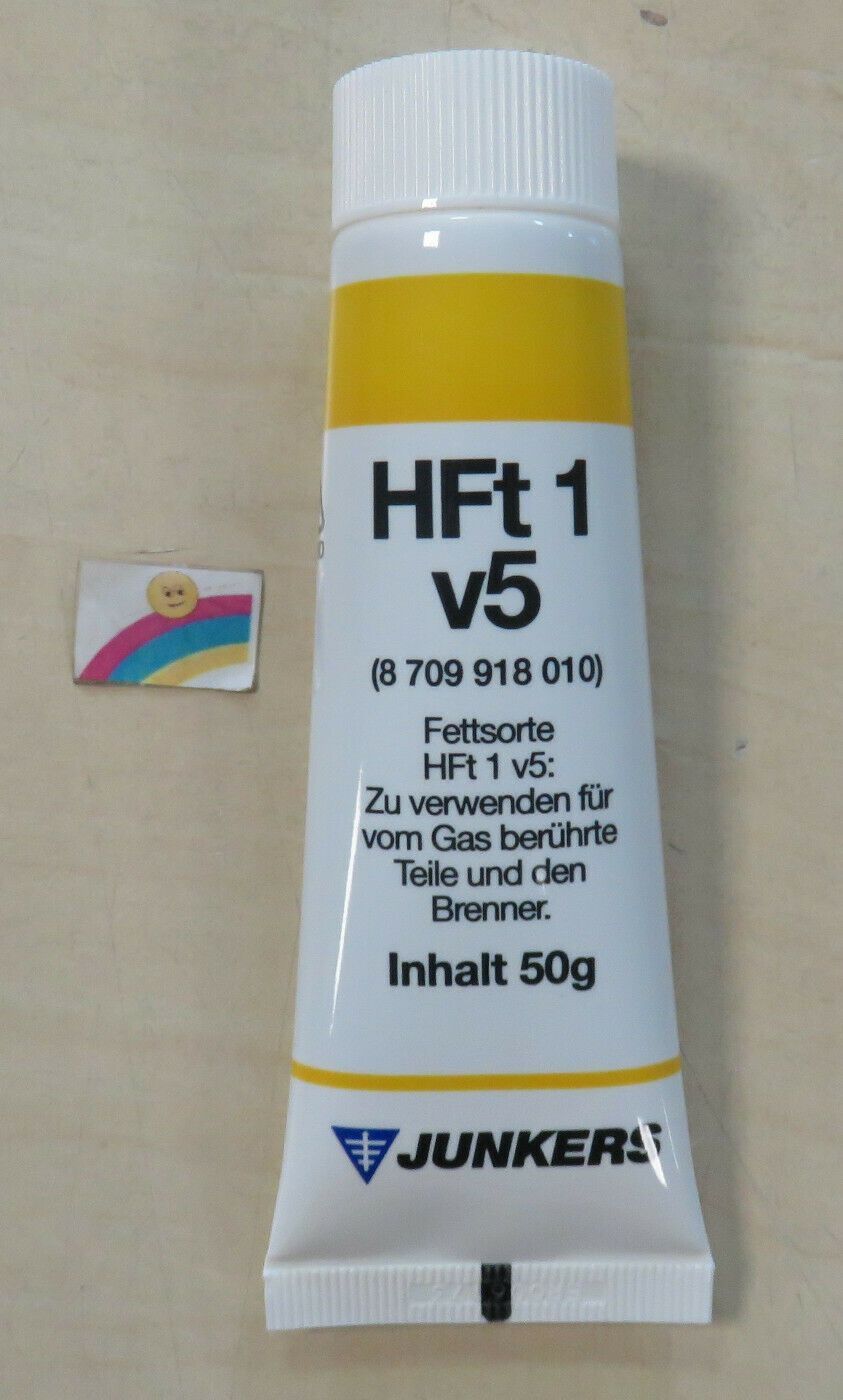 HFt 1
v5
(8 709 918 010)
Fettsorte
HFt 1 v5:
Zu verwenden für
vom Gas berührte
Teile und den
Brenner.
Inhalt 50g
JUNKERS